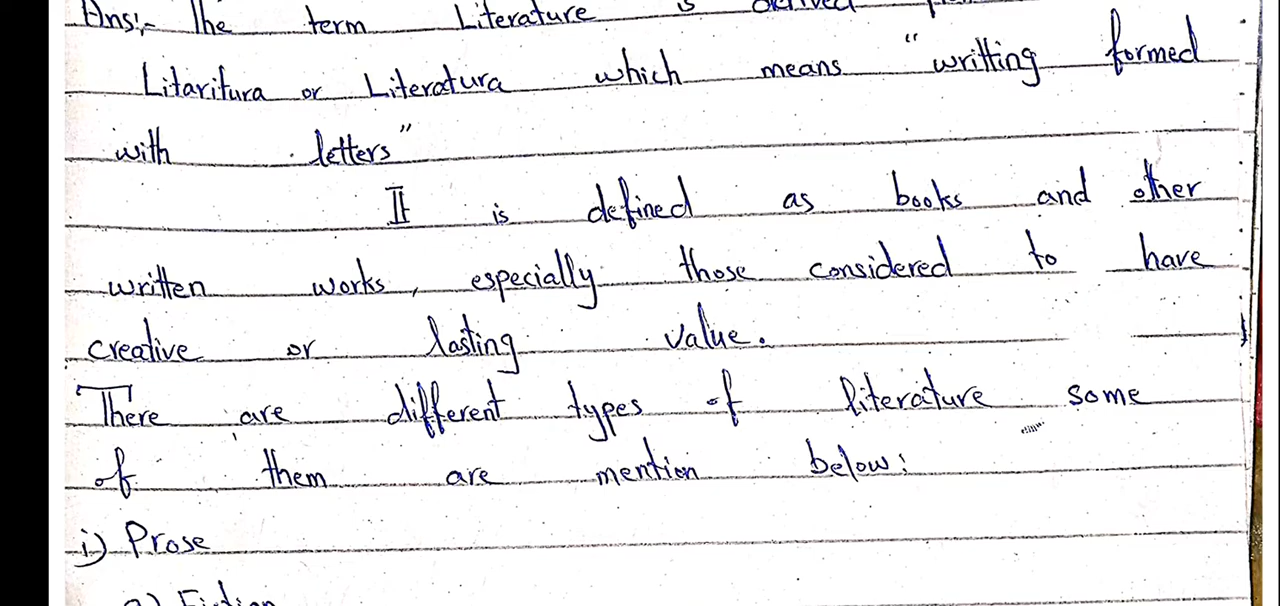 Ans:- The term Literature is derived
Litaritura or Literatura which means "writting formed
with letters"
It is defined as books and other
written works, especially those considered to have
creative or lasting value.
There are different types of literature some
of them are mention below:
i) Prose
a) Fiction